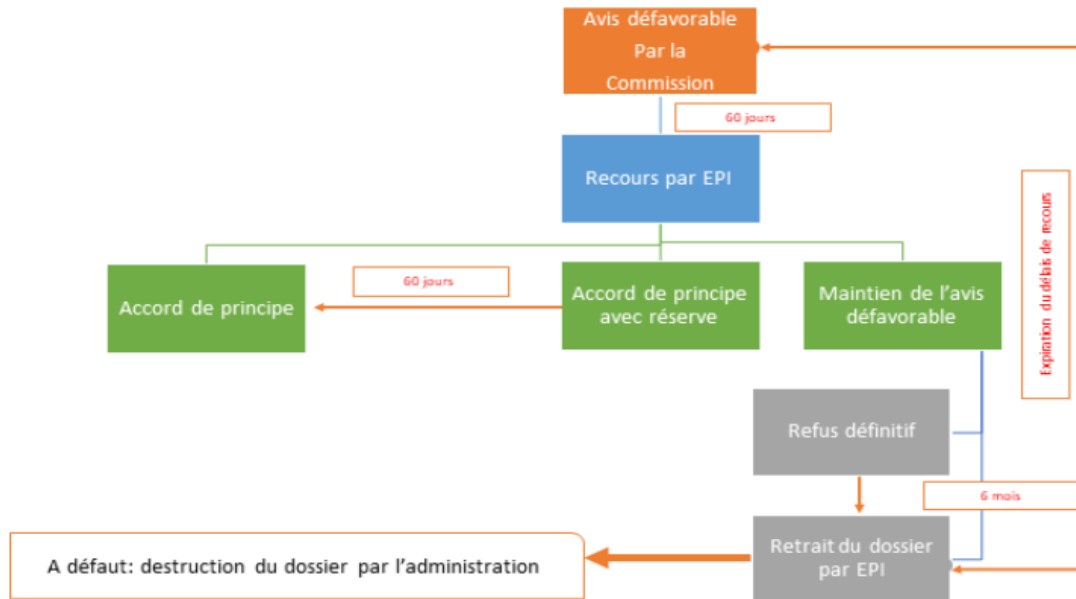 Avis défavorable
Par la
Commission
60 jours
Recours par EPI
Expiration du délais de recours
60 jours
Accord de principe
Accord de principe
avec réserve
Maintien de l'avis
défavorable
Refus définitif
6 mois
Retrait du dossier
par EPI
A défaut: destruction du dossier par l'administration